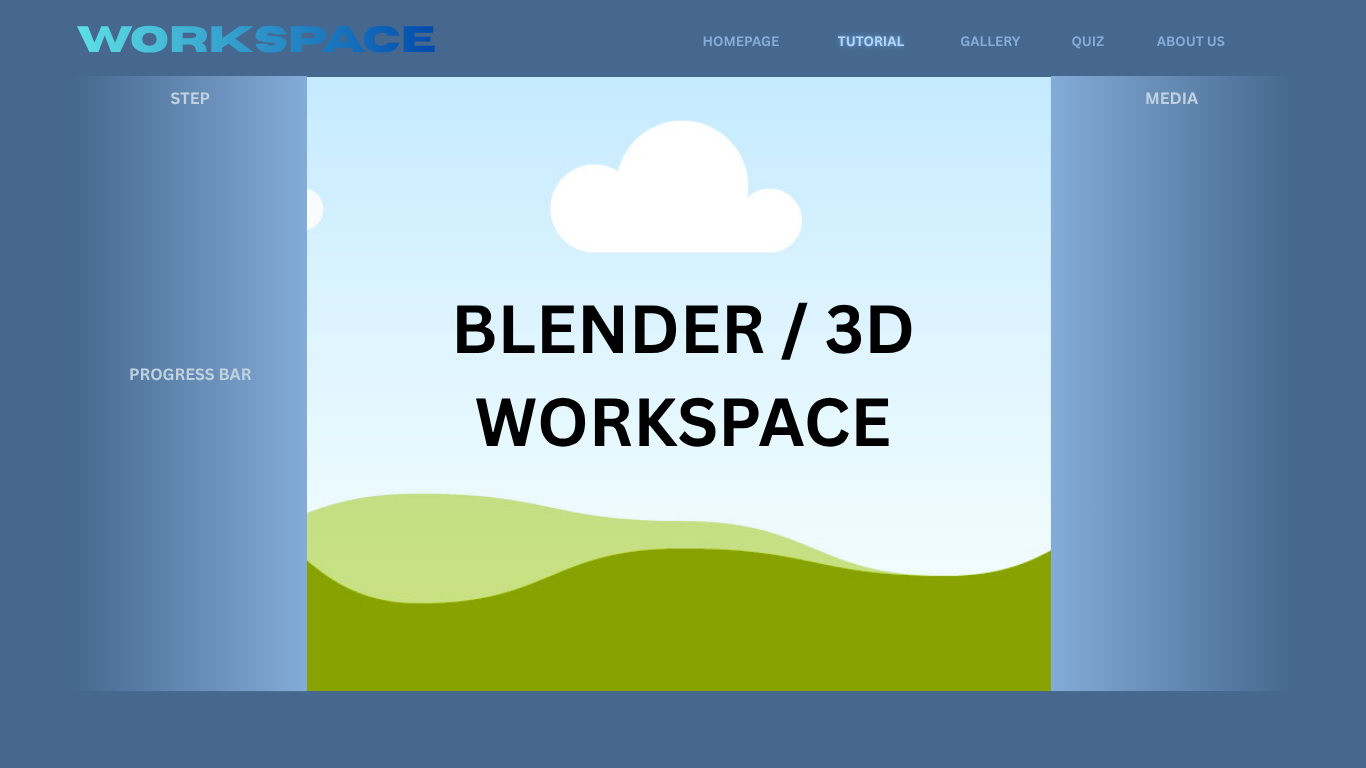 WORKSPACE
HOMEPAGE
TUTORIAL
GALLERY
QUIZ
ABOUT US
STEP
PROGRESS BAR
BLENDER / 3D
WORKSPACE
MEDIA